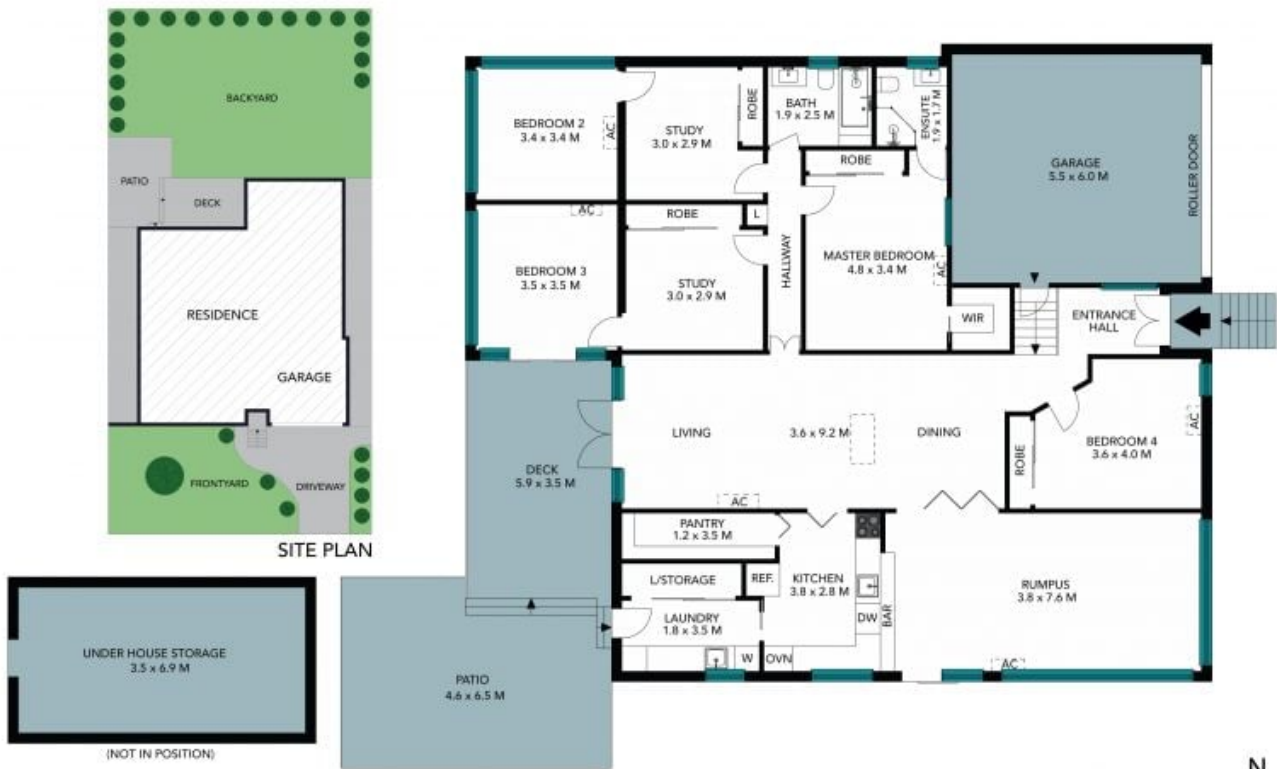 BACKYARD
PATIO
DECK
RESIDENCE
GARAGE
FRONTYARD
DRIVEWAY
SITE PLAN
UNDER HOUSE STORAGE
3.5 x 6.9 M
(NOT IN POSITION)
BEDROOM 2
3.4 x 3.4 M
AC
STUDY
3.0 x 2.9 M
ROBE
BATH
1.9 x 2.5 M
ENSUITE
1.9 x 1.7 M
GARAGE
5.5 x 6.0 M
ROLLER DOOR
AC
BEDROOM 3
3.5 x 3.5 M
ROBE
L
STUDY
3.0 x 2.9 M
HALLWAY
ROBE
MASTER BEDROOM
4.8 x 3.4 M
AC
WIR
ENTRANCE
HALL
DECK
5.9 x 3.5 M
LIVING
3.6 x 9.2 M
DINING
AC
ROBE
BEDROOM 4
3.6 x 4.0 M
AC
PANTRY
1.2 x 3.5 M
L/STORAGE
REF.
KITCHEN
3.8 x 2.8 M
DW
BAR
RUMPUS
3.8 x 7.6 M
AC
LAUNDRY
1.8 x 3.5 M
W
OVN
PATIO
4.6 x 6.5 M
N